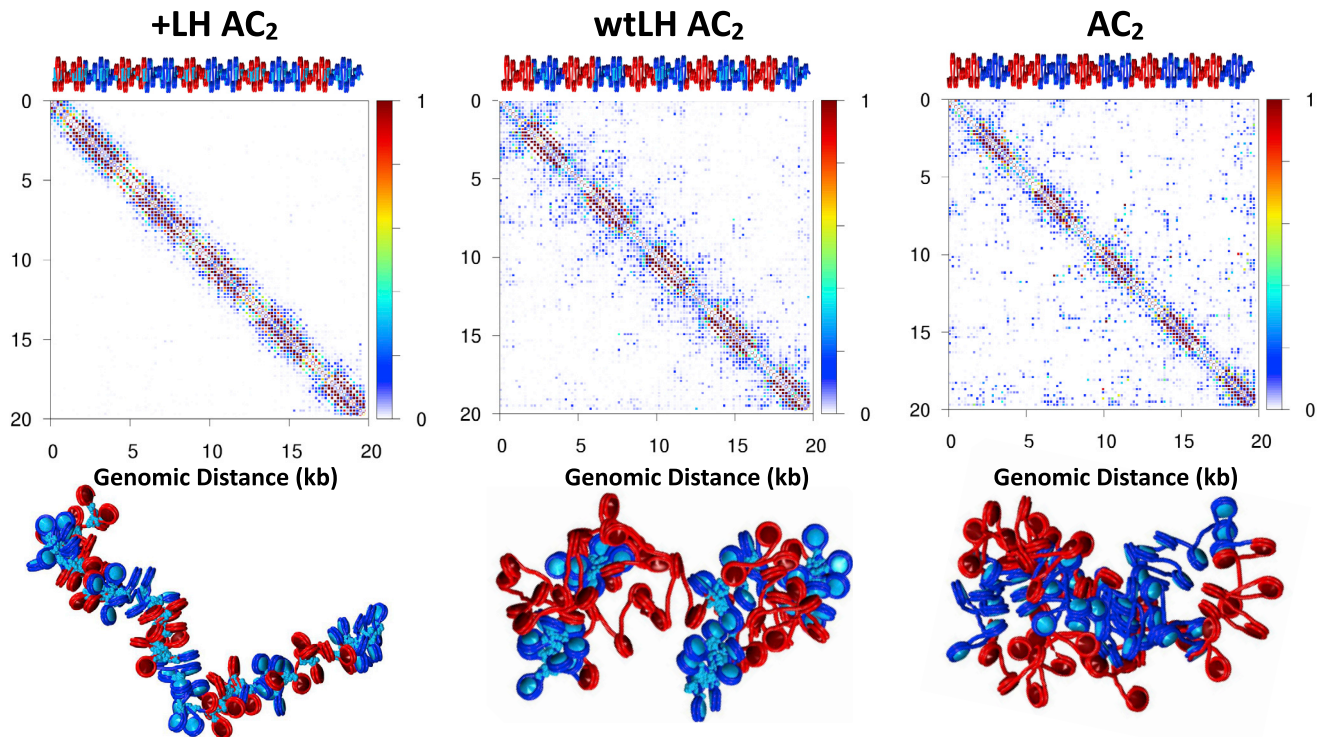 +LH AC₂ wtLH AC₂ AC₂
0 1 0 1 0 1
5 5 5
10 10 10
15 15 15
20 0 20 0 20 0
0 5 10 15 20 0 5 10 15 20 0 5 10 15 20
Genomic Distance (kb) Genomic Distance (kb) Genomic Distance (kb)